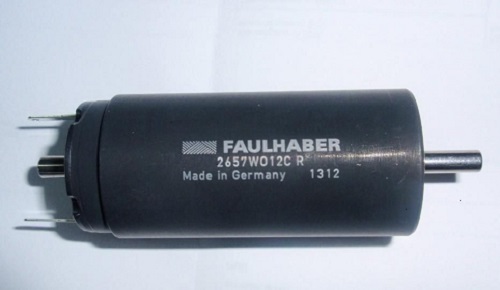 FAULHABER
2657W012C R
Made in Germany 1312